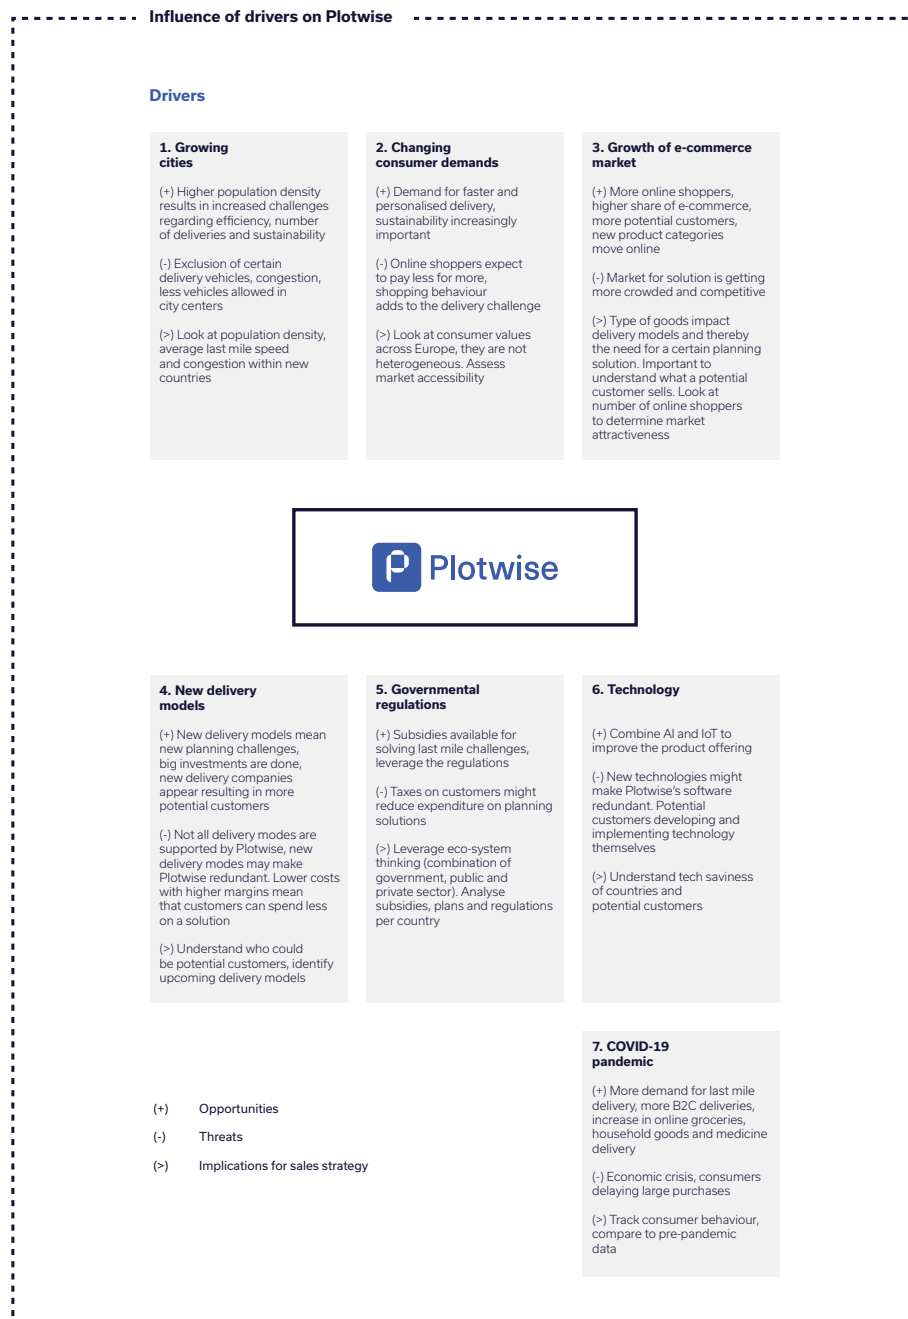 Influence of drivers on Plotwise
Drivers
1. Growing
cities
(+) Higher population density
results in increased challenges
regarding efficiency, number
of deliveries and sustainability
(-) Exclusion of certain
delivery vehicles, congestion,
less vehicles allowed in
city centers
(>) Look at population density,
average last mile speed
and congestion within new
countries
2. Changing
consumer demands
(+) Demand for faster and
personalised delivery,
sustainability increasingly
important
(-) Online shoppers expect
to pay less for more,
shopping behaviour
adds to the delivery challenge
(>) Look at consumer values
across Europe, they are not
heterogeneous. Assess
market accessibility
3. Growth of e-commerce
market
(+) More online shoppers,
higher share of e-commerce,
more potential customers,
new product categories
move online
(-) Market for solution is getting
more crowded and competitive
(>) Type of goods impact
delivery models and thereby
the need for a certain planning
solution. Important to
understand what a potential
customer sells. Look at
number of online shoppers
to determine market
attractiveness
Plotwise
4. New delivery
models
(+) New delivery models mean
new planning challenges,
big investments are done,
new delivery companies
appear resulting in more
potential customers
(-) Not all delivery modes are
supported by Plotwise, new
delivery modes may make
Plotwise redundant. Lower costs
with higher margins mean
that customers can spend less
on a solution
(>) Understand who could
be potential customers, identify
upcoming delivery models
5. Governmental
regulations
(+) Subsidies available for
solving last mile challenges,
leverage the regulations
(-) Taxes on customers might
reduce expenditure on planning
solutions
(>) Leverage eco-system
thinking (combination of
government, public and
private sector). Analyse
subsidies, plans and regulations
per country
6. Technology
(+) Combine AI and IoT to
improve the product offering
(-) New technologies might
make Plotwise's software
redundant. Potential
customers developing and
implementing technology
themselves
(>) Understand tech saviness
of countries and
potential customers
7. COVID-19
pandemic
(+) More demand for last mile
delivery, more B2C deliveries,
increase in online groceries,
household goods and medicine
delivery
(-) Economic crisis, consumers
delaying large purchases
(>) Track consumer behaviour,
compare to pre-pandemic
data
(+) Opportunities
(-) Threats
(>) Implications for sales strategy